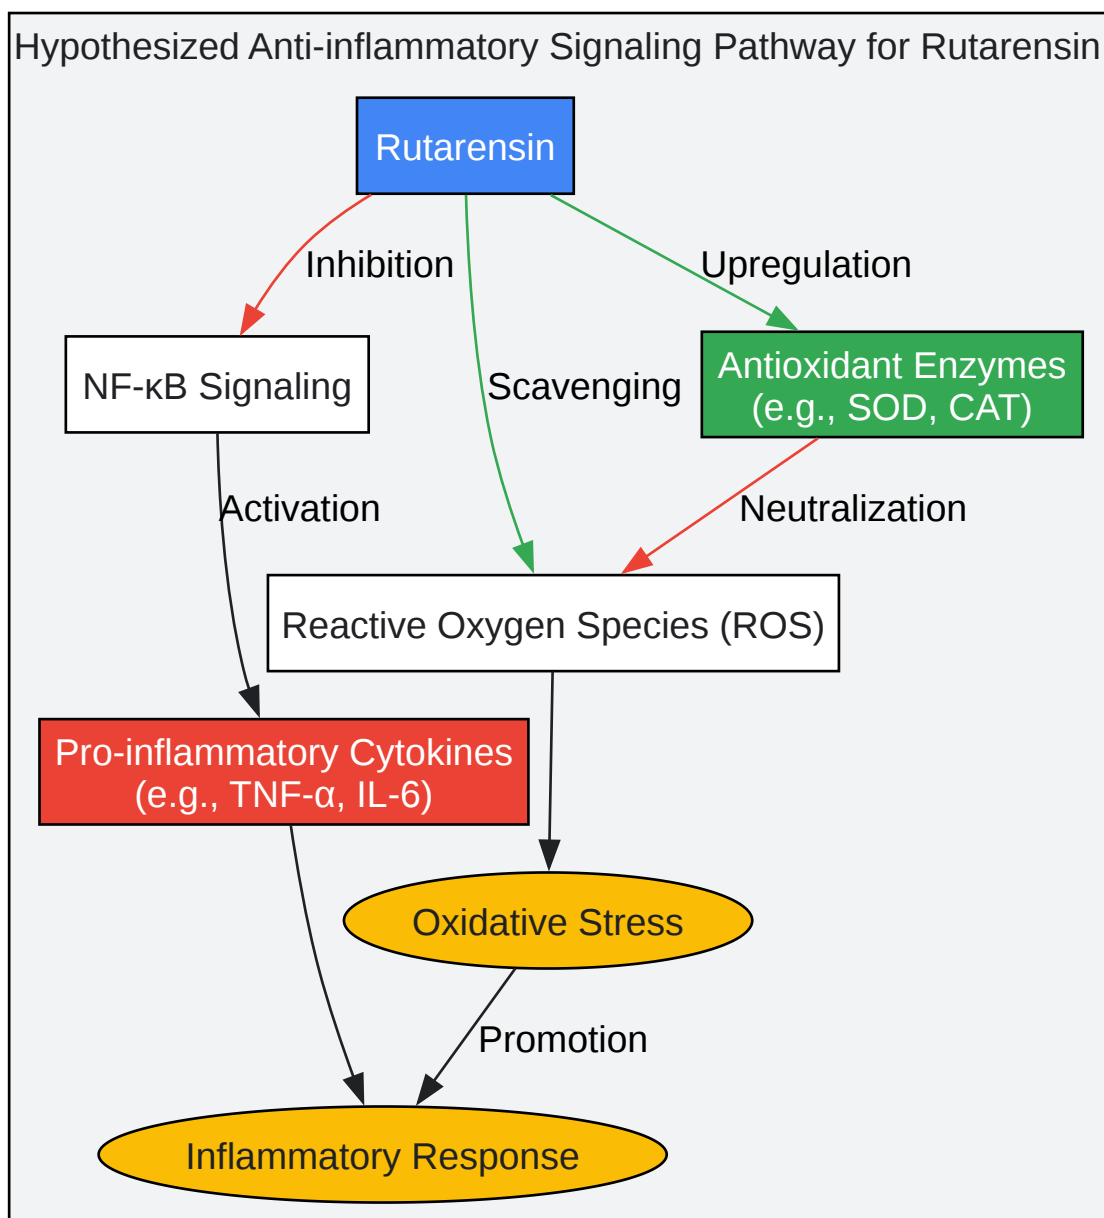 Hypothesized Anti-inflammatory Signaling Pathway for Rutarensin
Rutarensin
Inhibition
Upregulation
NF-κB Signaling
Scavenging
Antioxidant Enzymes
(e.g., SOD, CAT)
Activation
Neutralization
Reactive Oxygen Species (ROS)
Pro-inflammatory Cytokines
(e.g., TNF-α, IL-6)
Oxidative Stress
Promotion
Inflammatory Response